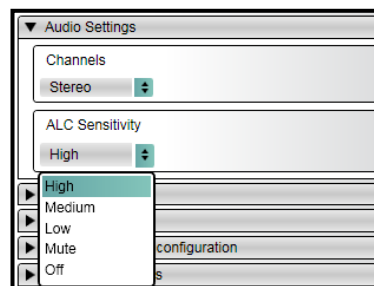 Audio Settings
Channels
Stereo
ALC Sensitivity
High
High
Medium
Low
Mute
configuration
Off
s